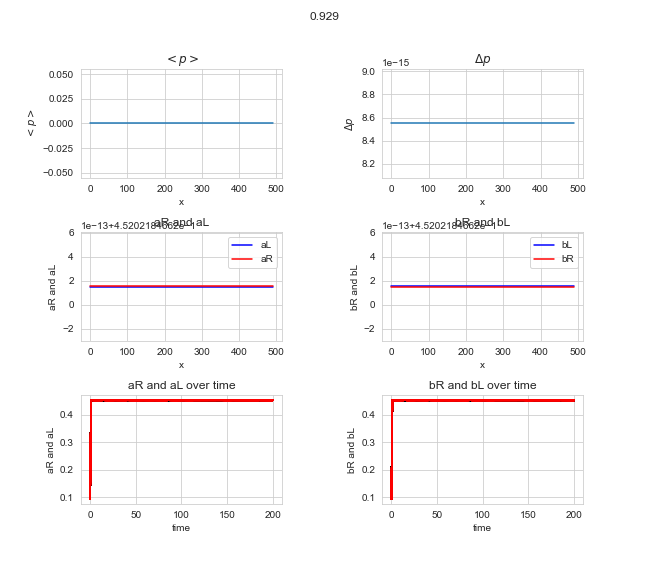 0.929
< p >
Δp
1e−15
0.050
0.025
0.000
−0.025
−0.050
< p >
0 100 200 300 400 500
x
9.0
8.8
8.6
8.4
8.2
Δp
0 100 200 300 400 500
x
aR and aL
1e−13+4.5202184662e−1
bR and bL
1e−13+4.5202184662e−1
6
4
2
0
−2
aR and aL
aL
aR
0 100 200 300 400 500
x
6
4
2
0
−2
bR and bL
bL
bR
0 100 200 300 400 500
x
aR and aL over time
bR and bL over time
0.4
0.3
0.2
0.1
aR and aL
0 50 100 150 200
time
0.4
0.3
0.2
0.1
bR and bL
0 50 100 150 200
time